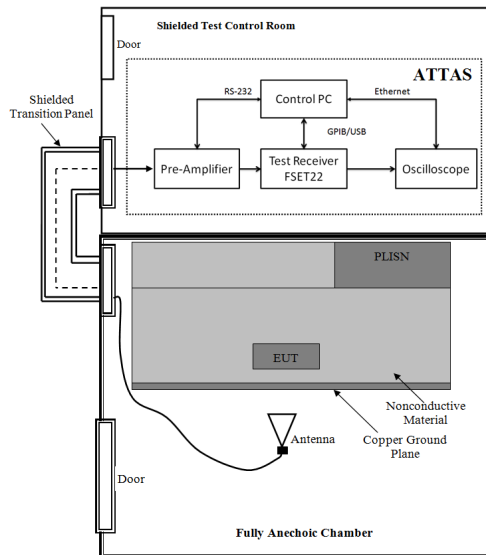 Shielded Test Control Room
Door
ATTAS
Shielded
Transition Panel
RS-232
Control PC
Ethernet
GPIB/USB
Pre-Amplifier
Test Receiver
FSET22
Oscilloscope
PLISN
EUT
Nonconductive
Material
Antenna
Copper Ground
Plane
Door
Fully Anechoic Chamber